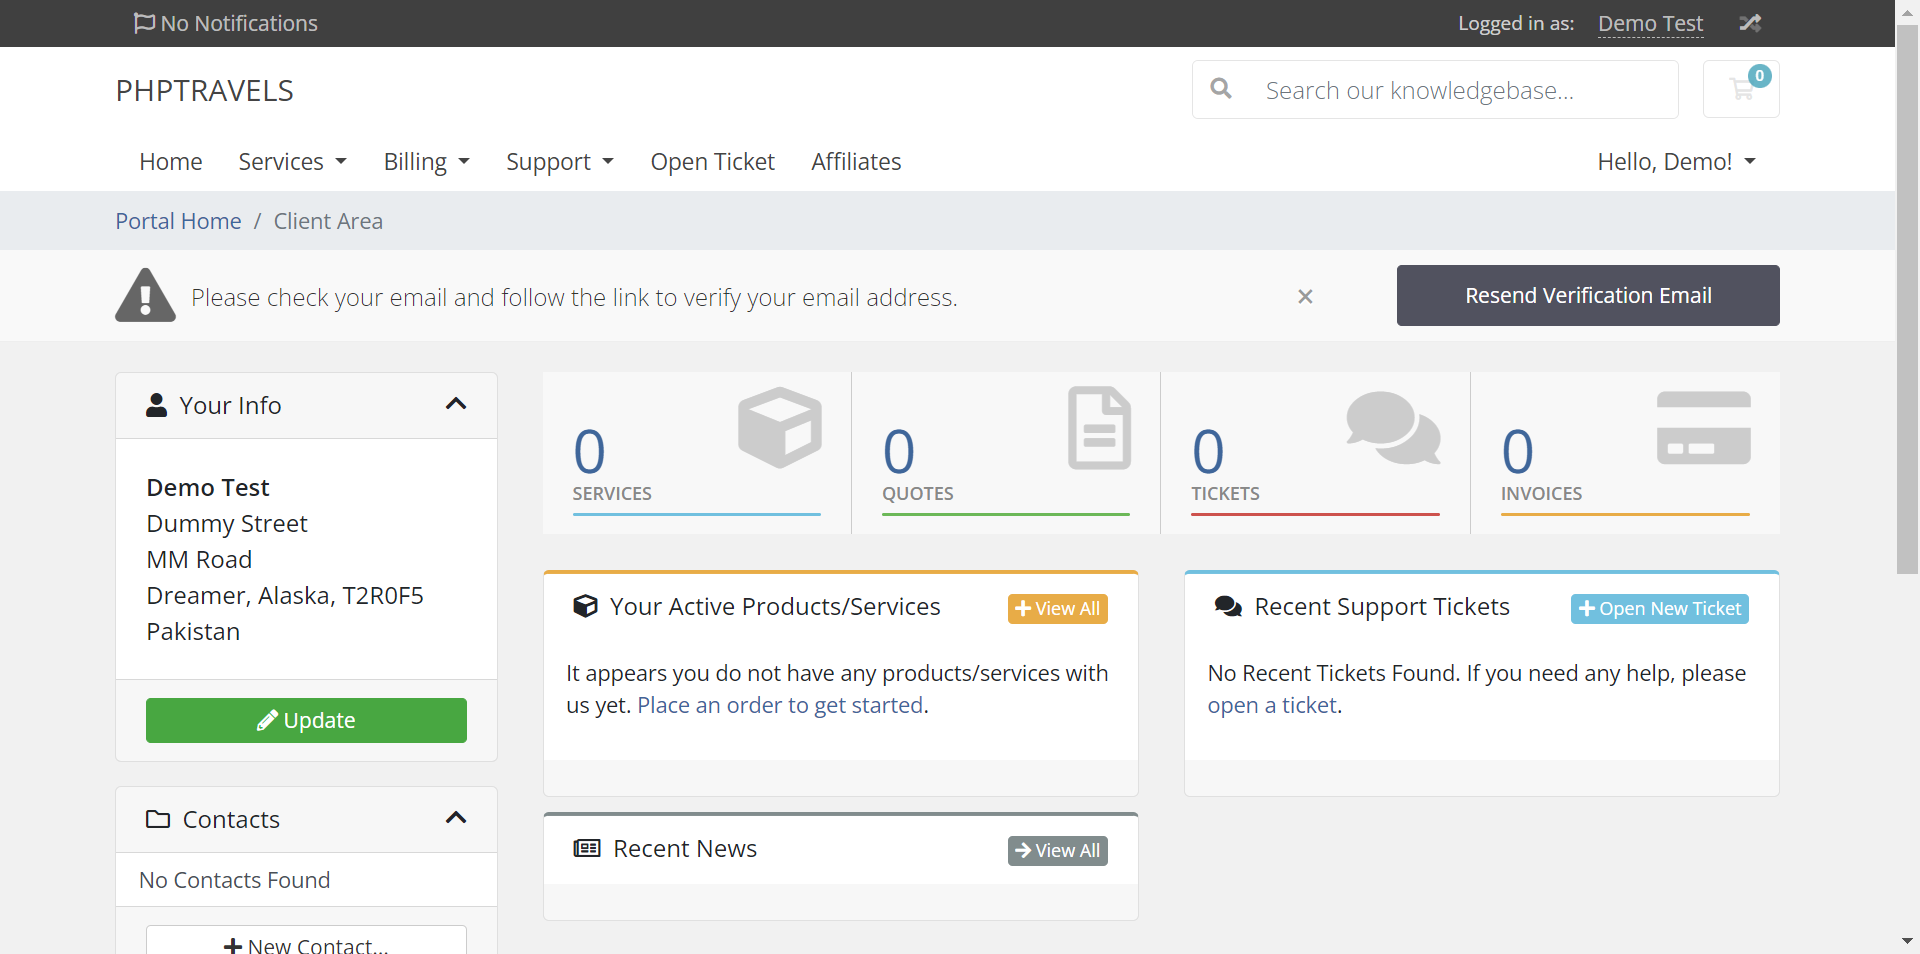 No Notifications
Logged in as: Demo Test
PHPTRAVELS
Search our knowledgebase...
0
Home Services Billing Support Open Ticket Affiliates Hello, Demo!
Portal Home / Client Area
Please check your email and follow the link to verify your email address.
×
Resend Verification Email
Your Info
Demo Test
Dummy Street
MM Road
Dreamer, Alaska, T2R0F5
Pakistan
Update
Contacts
No Contacts Found
New Contact...
0
SERVICES
0
QUOTES
0
TICKETS
0
INVOICES
Your Active Products/Services
View All
It appears you do not have any products/services with
us yet. Place an order to get started.
Recent Support Tickets
Open New Ticket
No Recent Tickets Found. If you need any help, please
open a ticket.
Recent News
View All